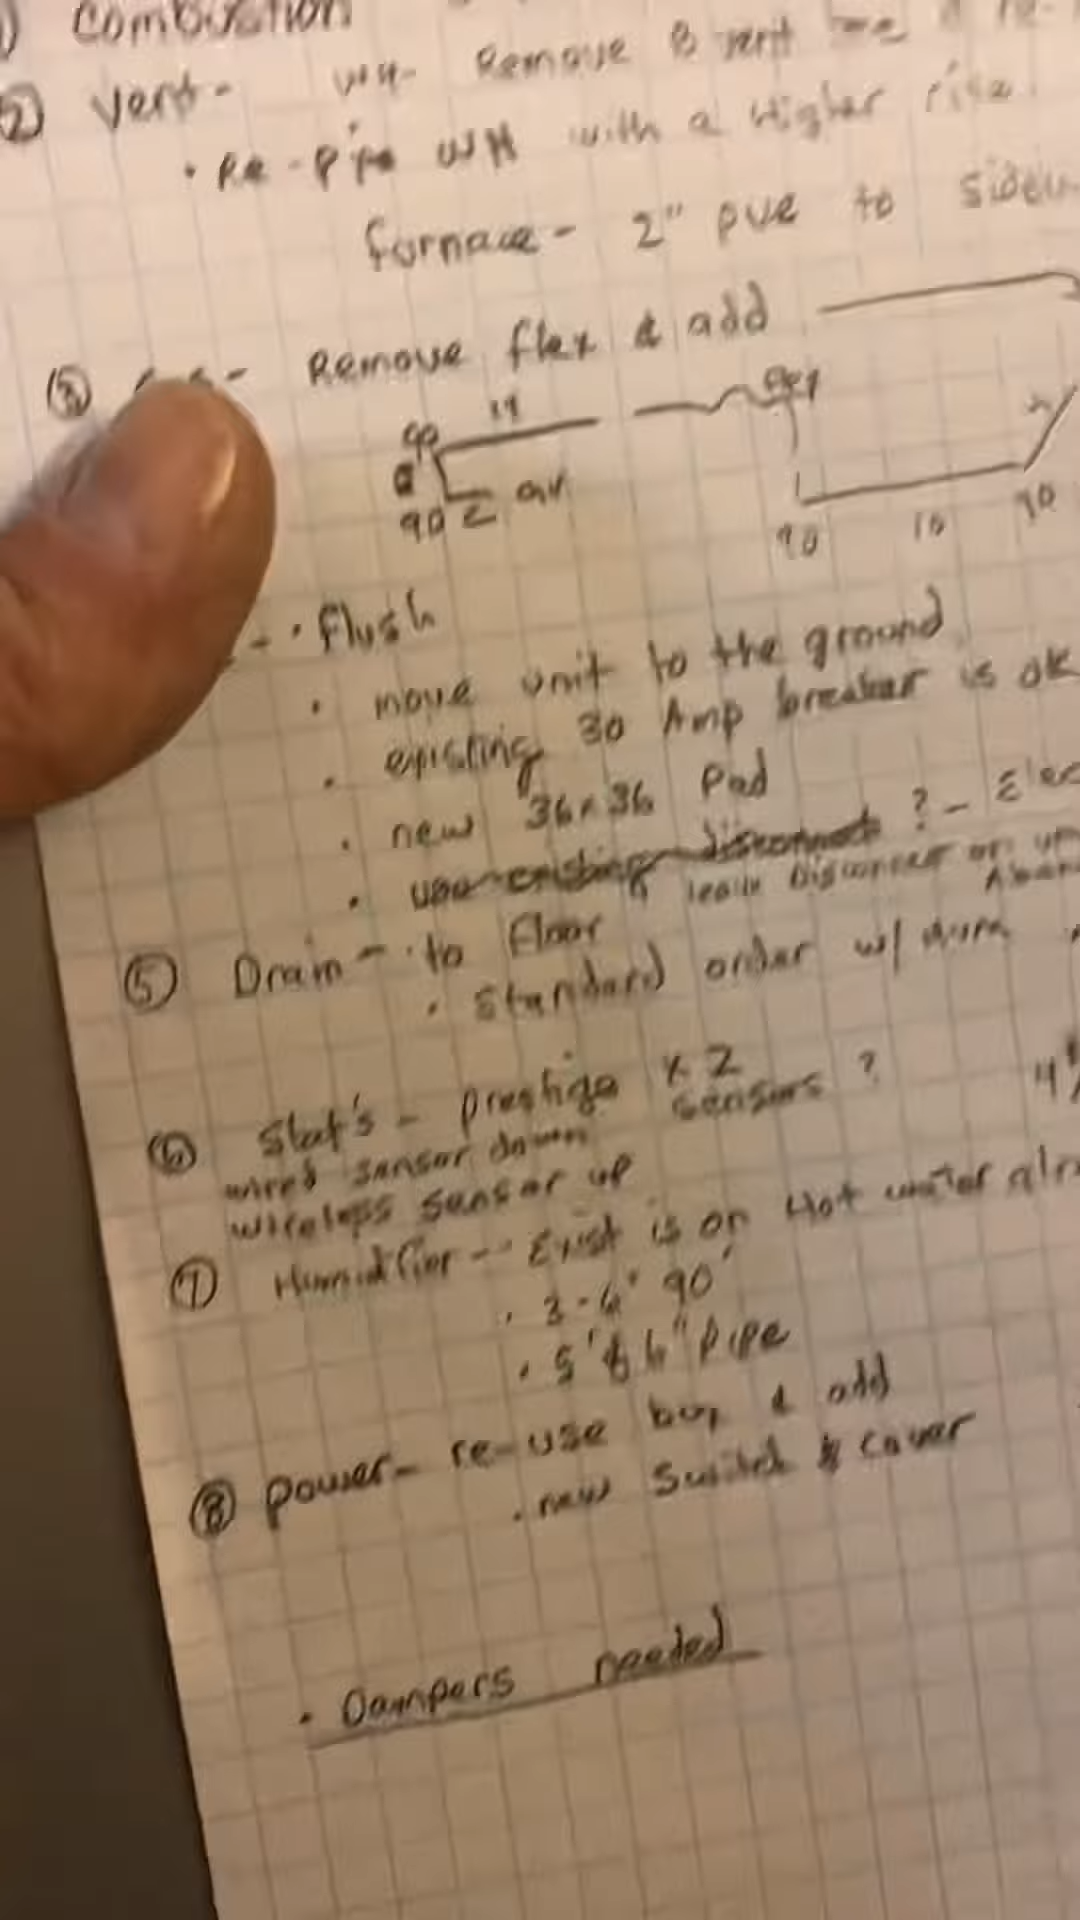 1) Combustion
② Vent- WH- Remove B vent
• Re-pipe WH with a Higher rise.
furnace- 2" pvc to
③ Remove flex & add
90
90
90 10 90
- • flush
• move unit to the ground
• existing 30 Amp breaker is ok
• new 36x36 Pad
• use existing disconnect ? -
leave Disconnect on
⑤ Drain- • to floor
• Standard order w/
⑥ Stat's - prestige x 2 sensors ?
wired sensor down
wireless sensor up
⑦ Humidifier - Exist is on Hot water
• 3-6" 90'
• 5' of 6" pipe
⑧ power- re-use box & add
• new switch & cover
• Dampers needed